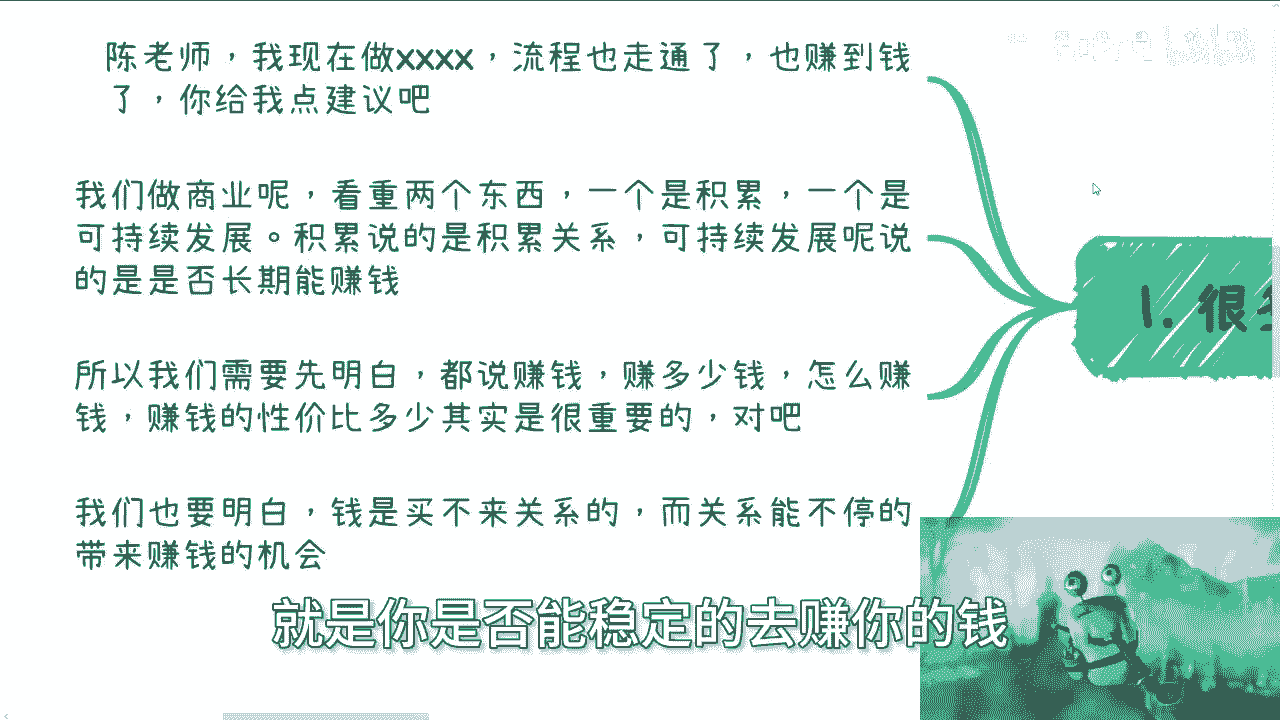 陈老师，我现在做xxxx，流程也走通了，也赚到钱
了，你给我点建议吧
我们做商业呢，看重两个东西，一个是积累，一个是
可持续发展。积累说的是积累关系，可持续发展呢说
的是是否长期能赚钱
所以我们需要先明白，都说赚钱，赚多少钱，怎么赚
钱，赚钱的性价比多少其实是很重要的，对吧
我们也要明白，钱是买不来关系的，而关系能不停的
带来赚钱的机会
1. 很
就是你是否能稳定的去赚你的钱